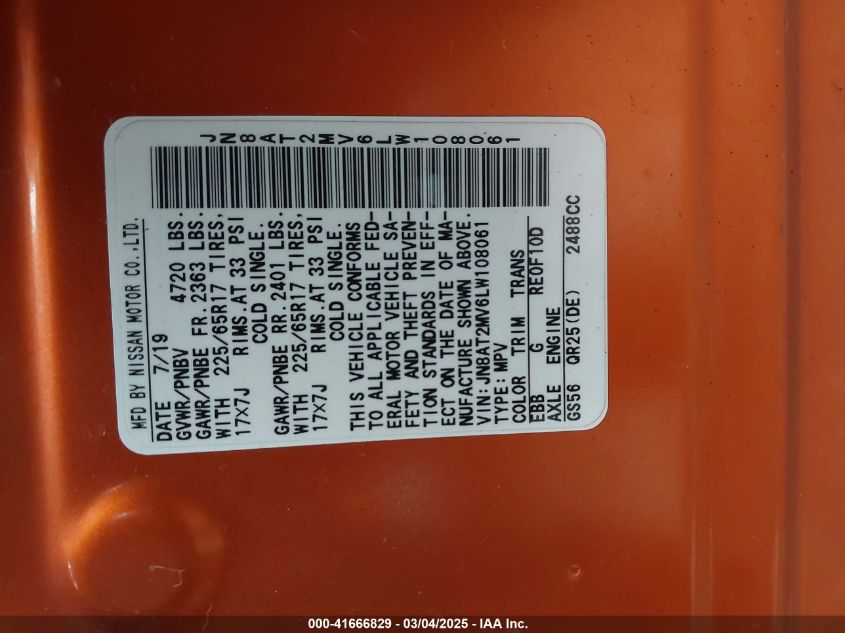 JN8AT2MV6LW108061
MFD BY NISSAN MOTOR CO.,LTD.
DATE 7/19
GVWR/PNBV 4720 LBS.
GAWR/PNBE FR.2363 LBS.
WITH 225/65R17 TIRES,
17X7J RIMS.AT 33 PSI
COLD SINGLE.
GAWR/PNBE RR.2401 LBS.
WITH 225/65R17 TIRES,
17X7J RIMS.AT 33 PSI
COLD SINGLE.
THIS VEHICLE CONFORMS
TO ALL APPLICABLE FED-
ERAL MOTOR VEHICLE SA-
FETY AND THEFT PREVEN-
TION STANDARDS IN EFF-
ECT ON THE DATE OF MA-
NUFACTURE SHOWN ABOVE.
VIN:JN8AT2MV6LW108061
TYPE:MPV
COLOR TRIM TRANS
EBB G RE0F10D
AXLE ENGINE
GS56 QR25(DE) 2488CC
000-41666829 - 03/04/2025 - IAA Inc.